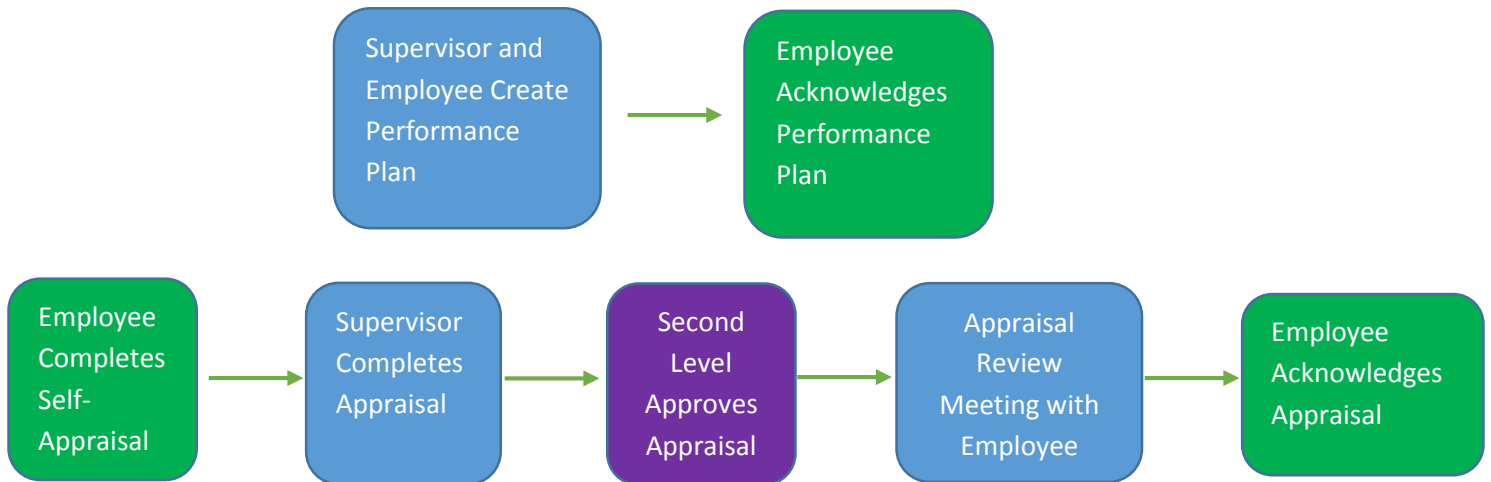 Supervisor and
Employee Create
Performance
Plan
Employee
Acknowledges
Performance
Plan
Employee
Completes
Self-
Appraisal
Supervisor
Completes
Appraisal
Second
Level
Approves
Appraisal
Appraisal
Review
Meeting with
Employee
Employee
Acknowledges
Appraisal